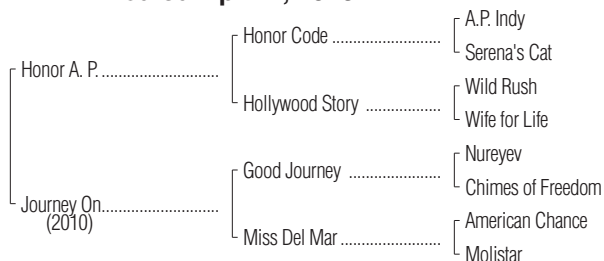 A.P. Indy
Honor Code
Serena's Cat
Honor A. P.
Wild Rush
Hollywood Story
Wife for Life
Nureyev
Good Journey
Chimes of Freedom
Journey On
(2010)
American Chance
Miss Del Mar
Molistar